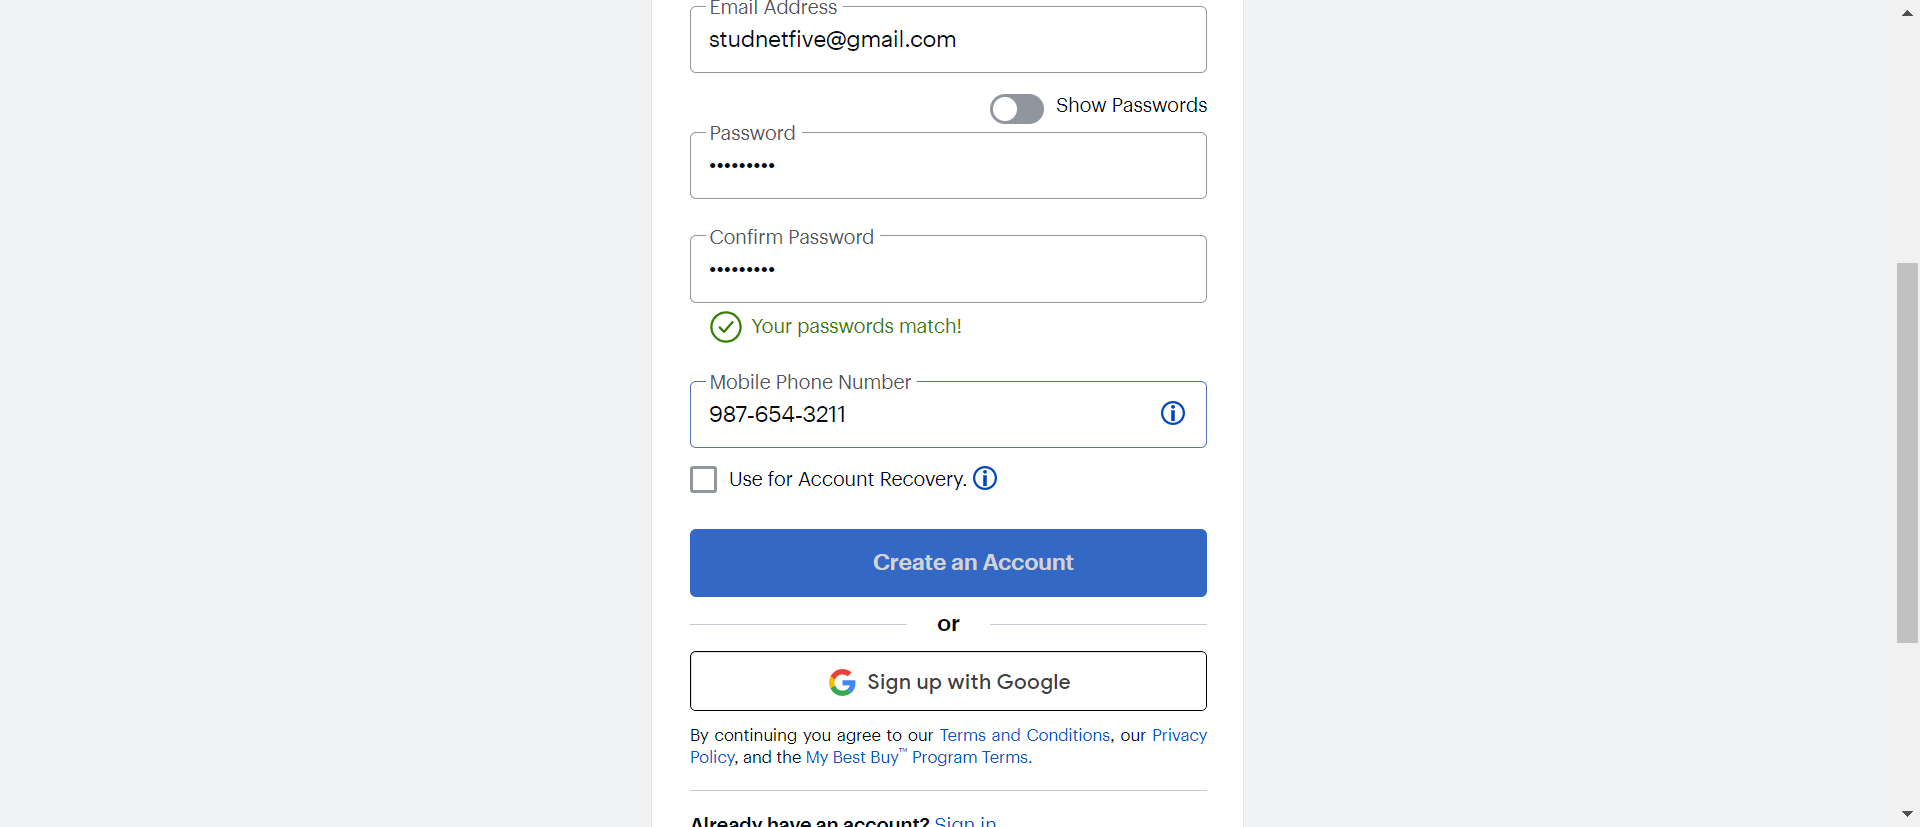 Email Address
studnetfive@gmail.com
Show Passwords
Password
•••••••••
Confirm Password
•••••••••
Your passwords match!
Mobile Phone Number
987-654-3211
Use for Account Recovery.
Create an Account
or
Sign up with Google
By continuing you agree to our Terms and Conditions, our Privacy
Policy, and the My Best Buy™ Program Terms.
Already have an account? Sign in